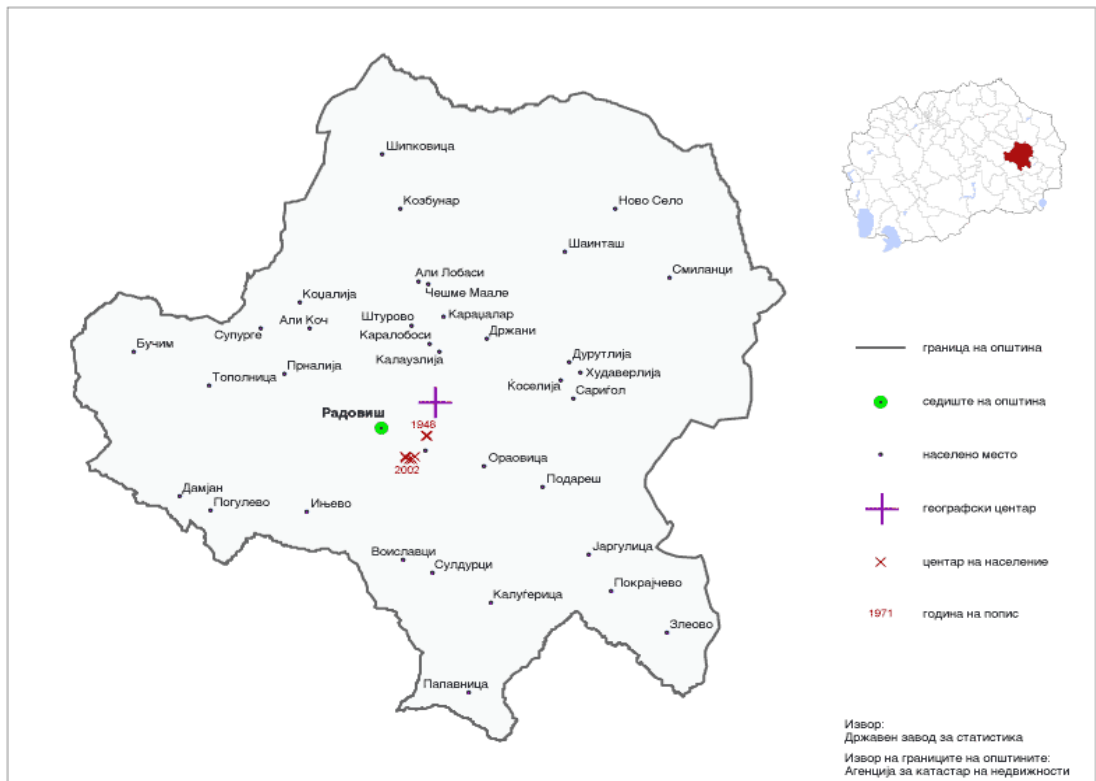 Шипковица
Козбунар
Ново Село
Шаинташ
Смиланци
Али Лобаси
Чешме Маале
Коџалија
Караџалар
Супурге
Али Коч
Штурово
Држани
Каралобоси
Бучим
Калаузлија
Дурутлија
Прналија
Худаверлија
Тополница
Ќоселија
Сариѓол
Радовиш
1948
2002
Ораовица
Подареш
Дамјан
Погулево
Ињево
Воиславци
Сулдурци
Јаргулица
Калуѓерица
Покрајчево
Злеово
Папавница
граница на општина
седиште на општина
населено место
географски центар
центар на население
1971
година на попис
Извор:
Државен завод за статистика
Извор на границите на општините:
Агенција за катастар на недвижности